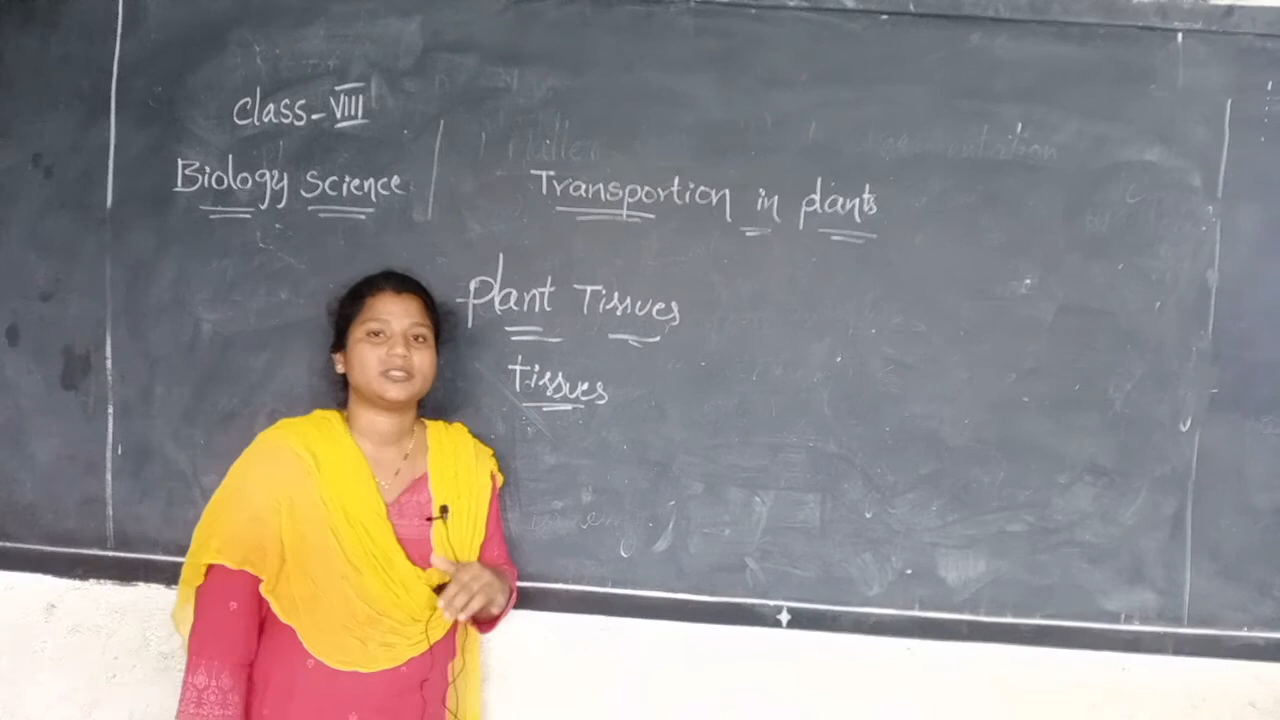 Class-VIII
Biology Science
Transportion in plants
Plant Tissues
Tissues